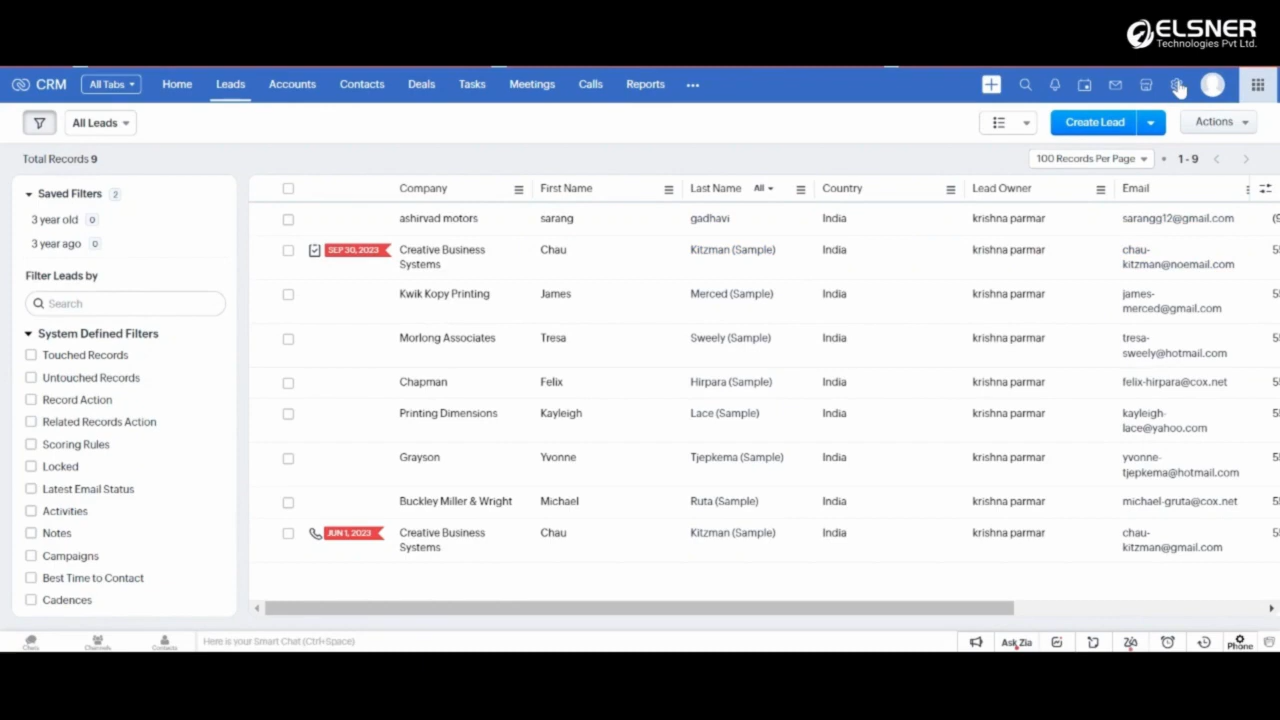 ELSNER
Technologies Pvt Ltd.
CRM All Tabs Home Leads Accounts Contacts Deals Tasks Meetings Calls Reports
All Leads Create Lead Actions
Total Records 9 100 Records Per Page 1 - 9
Saved Filters 2
3 year old 0
3 year ago 0
Filter Leads by
Search
System Defined Filters
Touched Records
Untouched Records
Record Action
Related Records Action
Scoring Rules
Locked
Latest Email Status
Activities
Notes
Campaigns
Best Time to Contact
Cadences
Company First Name Last Name All Country Lead Owner Email
ashirvad motors sarang gadhavi India krishna parmar sarangg12@gmail.com
SEP 30, 2023 Creative Business Chau Kitzman (Sample) India krishna parmar chau-
Systems kitzman@noemail.com
Kwik Kopy Printing James Merced (Sample) India krishna parmar james-
merced@gmail.com
Morlong Associates Tresa Sweely (Sample) India krishna parmar tresa-
sweely@hotmail.com
Chapman Felix Hirpara (Sample) India krishna parmar felix-hirpara@cox.net
Printing Dimensions Kayleigh Lace (Sample) India krishna parmar kayleigh-
lace@yahoo.com
Grayson Yvonne Tjepkema (Sample) India krishna parmar yvonne-
tjepkema@hotmail.com
Buckley Miller & Wright Michael Ruta (Sample) India krishna parmar michael-gruta@cox.net
JUN 1, 2023 Creative Business Chau Kitzman (Sample) India krishna parmar chau-
Systems kitzman@gmail.com
Chats Channels Contacts Here is your Smart Chat (Ctrl+Space) Ask Zia Phone